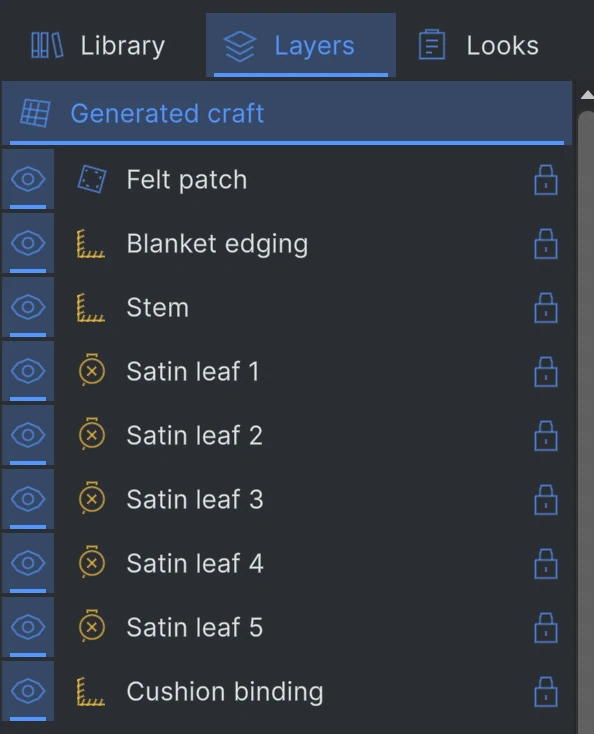 Library Layers Looks
Generated craft
Felt patch
Blanket edging
Stem
Satin leaf 1
Satin leaf 2
Satin leaf 3
Satin leaf 4
Satin leaf 5
Cushion binding